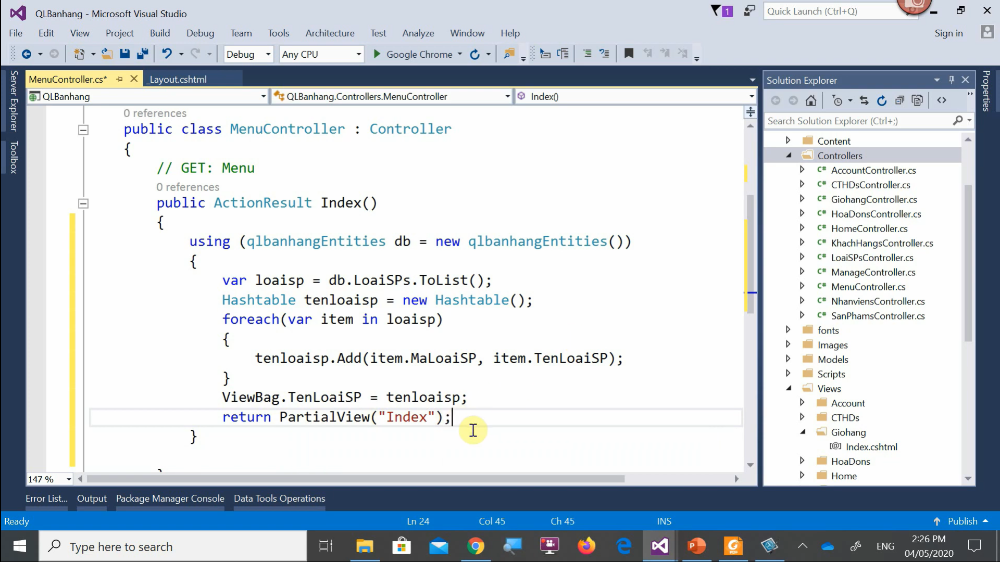 QLBanhang - Microsoft Visual Studio
1
Quick Launch (Ctrl+Q)
File Edit View Project Build Debug Team Tools Architecture Test Analyze Window Help
Sign in
Debug Any CPU Google Chrome
Server Explorer
Toolbox
MenuController.cs* _Layout.cshtml
QLBanhang QLBanhang.Controllers.MenuController Index()
0 references
public class MenuController : Controller
{
// GET: Menu
0 references
public ActionResult Index()
{
using (qlbanhangEntities db = new qlbanhangEntities())
{
var loaisp = db.LoaiSPs.ToList();
Hashtable tenloaisp = new Hashtable();
foreach(var item in loaisp)
{
tenloaisp.Add(item.MaLoaiSP, item.TenLoaiSP);
}
ViewBag.TenLoaiSP = tenloaisp;
return PartialView("Index");
}
147 %
Solution Explorer
Search Solution Explorer (Ctrl+;)
Content
Controllers
C# AccountController.cs
C# CTHDsController.cs
C# GiohangController.cs
C# HoaDonsController.cs
C# HomeController.cs
C# KhachHangsController.cs
C# LoaiSPsController.cs
C# ManageController.cs
C# MenuController.cs
C# NhanviensController.cs
C# SanPhamsController.cs
fonts
Images
Models
Scripts
Views
Account
CTHDs
Giohang
[@] Index.cshtml
HoaDons
Home
Properties
Error List... Output Package Manager Console Data Tools Operations
Ready Ln 24 Col 45 Ch 45 INS Publish
Type here to search
ENG
2:26 PM
04/05/2020